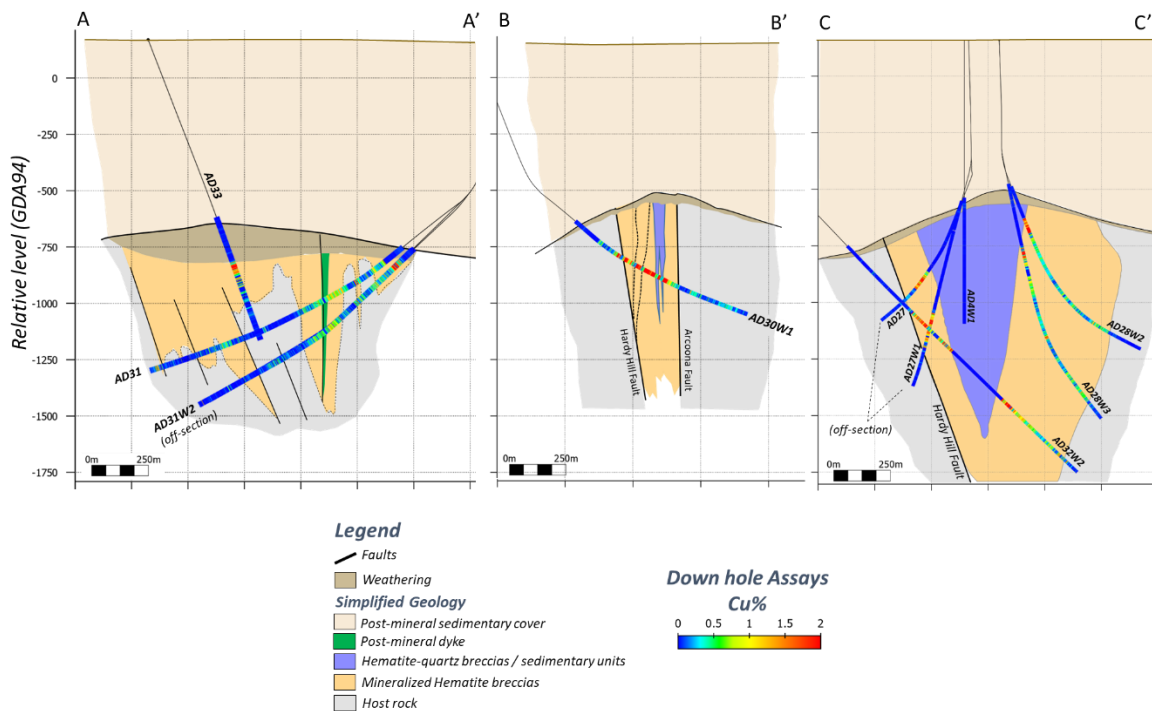 A
A'
B
B'
C
C'
Relative level (GDA94)
0
-250
-500
-750
-1000
-1250
-1500
-1750
AD33
AD31
AD31W2
(off-section)
0m 250m
Hardy Hill Fault
Arcoona Fault
AD30W1
0m 250m
AD27
AD27W1
(off-section)
AD4W1
Hardy Hill Fault
AD28W2
AD28W3
AD32W2
0m 250m
Legend
Faults
Weathering
Simplified Geology
Post-mineral sedimentary cover
Post-mineral dyke
Hematite-quartz breccias / sedimentary units
Mineralized Hematite breccias
Host rock
Down hole Assays
Cu%
0 0.5 1 1.5 2